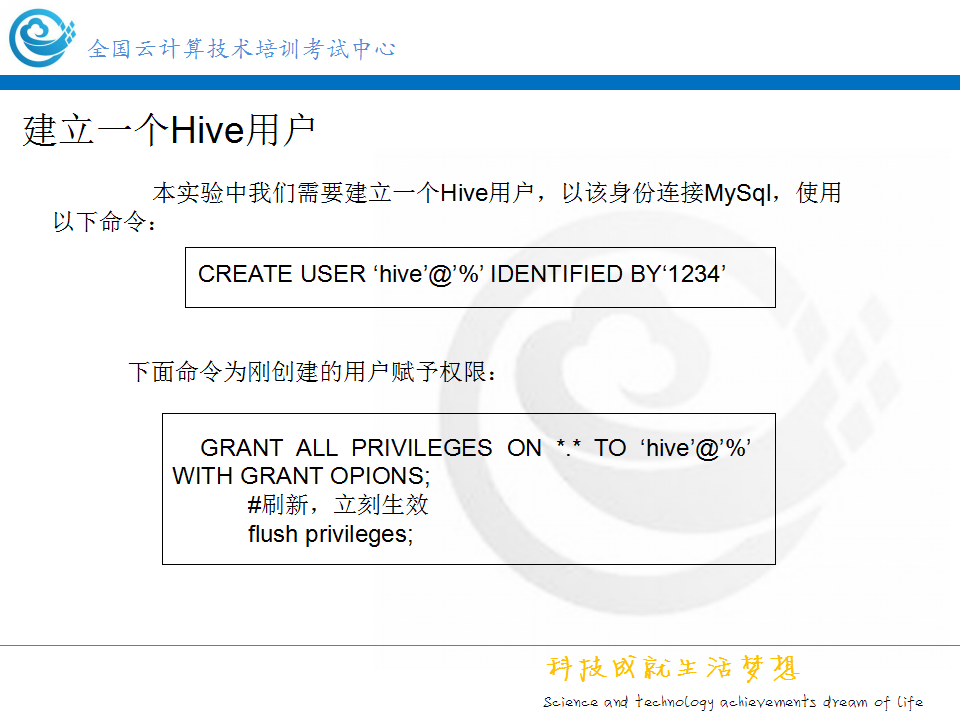 全国云计算技术培训考试中心
建立一个Hive用户
本实验中我们需要建立一个Hive用户，以该身份连接MySql，使用
以下命令：
CREATE USER ‘hive’@’%’ IDENTIFIED BY‘1234’
下面命令为刚创建的用户赋予权限：
GRANT ALL PRIVILEGES ON *.* TO ‘hive’@’%’
WITH GRANT OPIONS;
#刷新，立刻生效
flush privileges;
科技成就生活梦想
Science and technology achievements dream of life